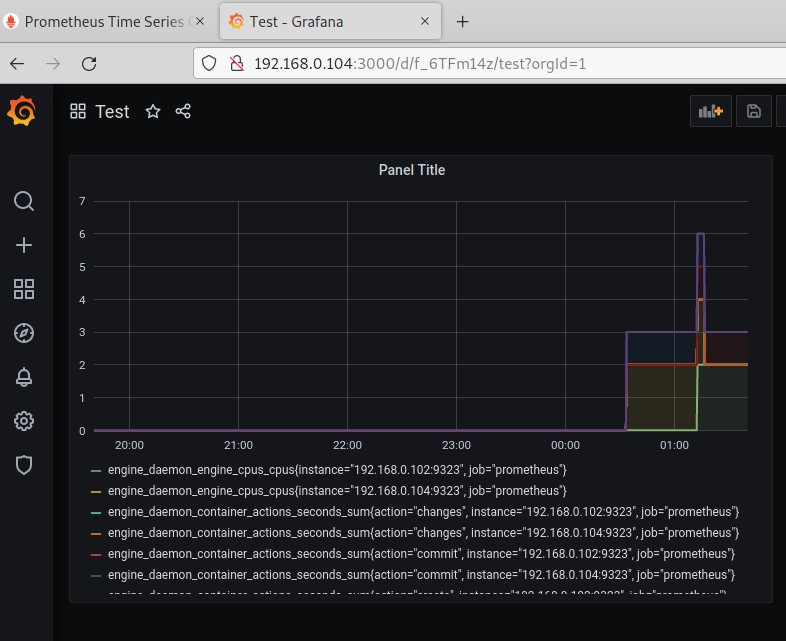 Prometheus Time Series
Test - Grafana
192.168.0.104:3000/d/f_6TFm14z/test?orgId=1
Test
Panel Title
7
6
5
4
3
2
1
0
20:00 21:00 22:00 23:00 00:00 01:00
engine_daemon_engine_cpus_cpus{instance="192.168.0.102:9323", job="prometheus"}
engine_daemon_engine_cpus_cpus{instance="192.168.0.104:9323", job="prometheus"}
engine_daemon_container_actions_seconds_sum{action="changes", instance="192.168.0.102:9323", job="prometheus"}
engine_daemon_container_actions_seconds_sum{action="changes", instance="192.168.0.104:9323", job="prometheus"}
engine_daemon_container_actions_seconds_sum{action="commit", instance="192.168.0.102:9323", job="prometheus"}
engine_daemon_container_actions_seconds_sum{action="commit", instance="192.168.0.104:9323", job="prometheus"}